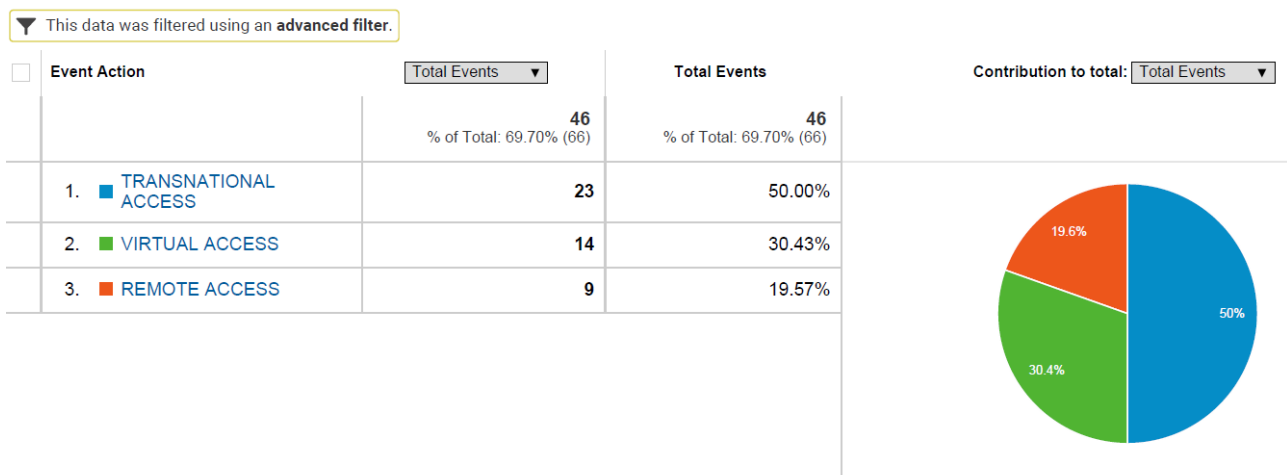 This data was filtered using an advanced filter.
Event Action Total Events ▼ Total Events Contribution to total: Total Events ▼
46 46
% of Total: 69.70% (66) % of Total: 69.70% (66)
1. TRANSNATIONAL
ACCESS 23 50.00%
2. VIRTUAL ACCESS 14 30.43%
3. REMOTE ACCESS 9 19.57%
19.6%
50%
30.4%